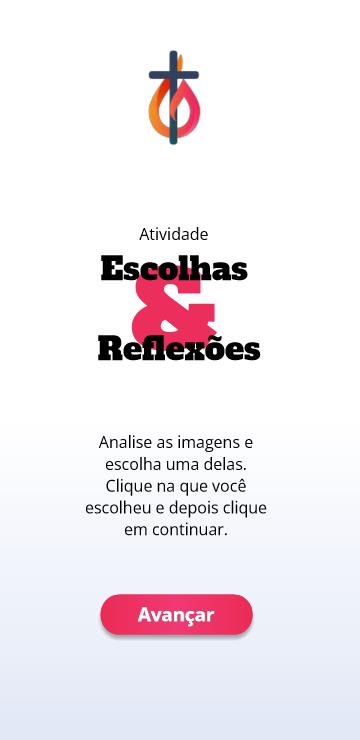 Atividade
Escolhas
&
Reflexões
Analise as imagens e
escolha uma delas.
Clique na que você
escolheu e depois clique
em continuar.
Avançar